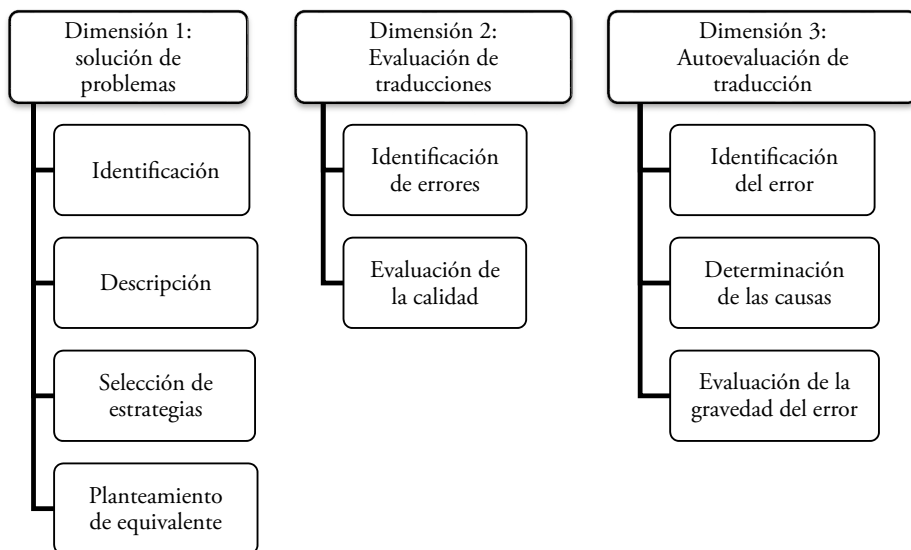 Dimensión 1:
solución de
problemas
Identificación
Descripción
Selección de
estrategias
Planteamiento
de equivalente
Dimensión 2:
Evaluación de
traducciones
Identificación
de errores
Evaluación de
la calidad
Dimensión 3:
Autoevaluación de
traducción
Identificación
del error
Determinación
de las causas
Evaluación de la
gravedad del error